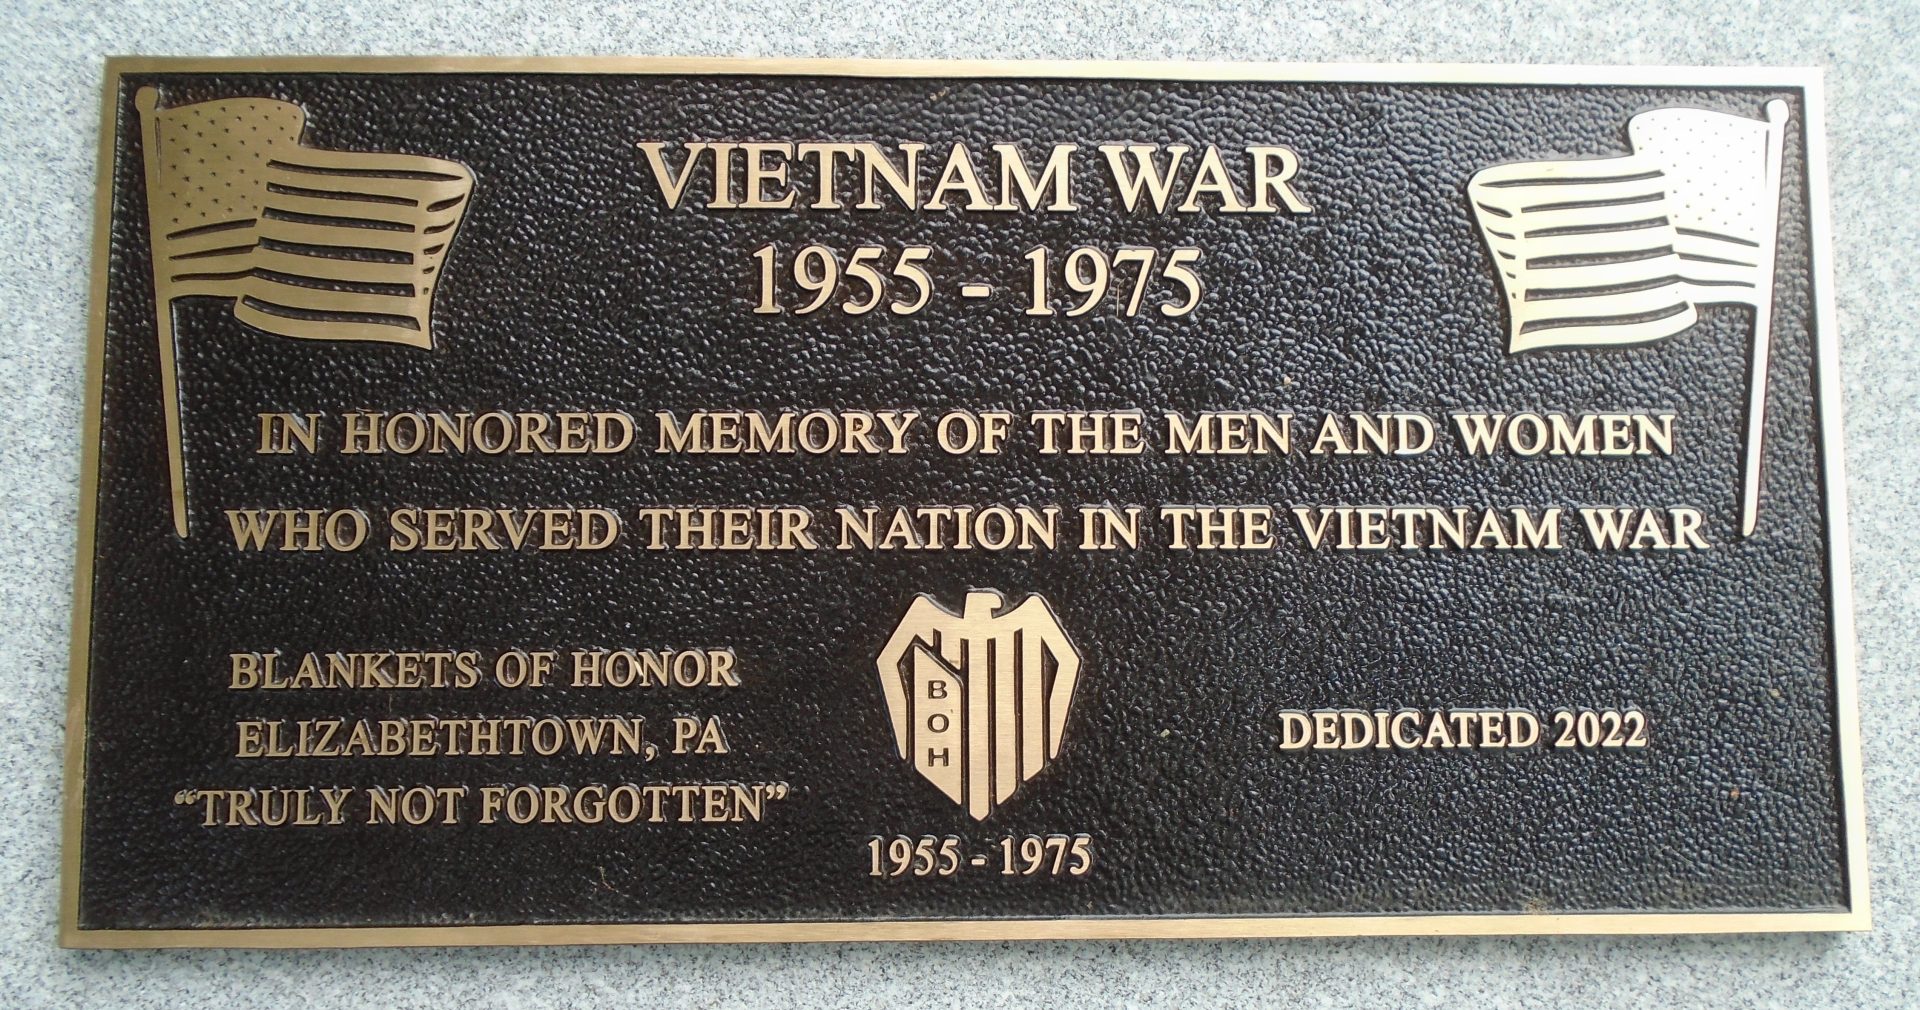 VIETNAM WAR
1955 - 1975
IN HONORED MEMORY OF THE MEN AND WOMEN
WHO SERVED THEIR NATION IN THE VIETNAM WAR
BLANKETS OF HONOR
ELIZABETHTOWN, PA
“TRULY NOT FORGOTTEN”
BOH
1955 - 1975
DEDICATED 2022